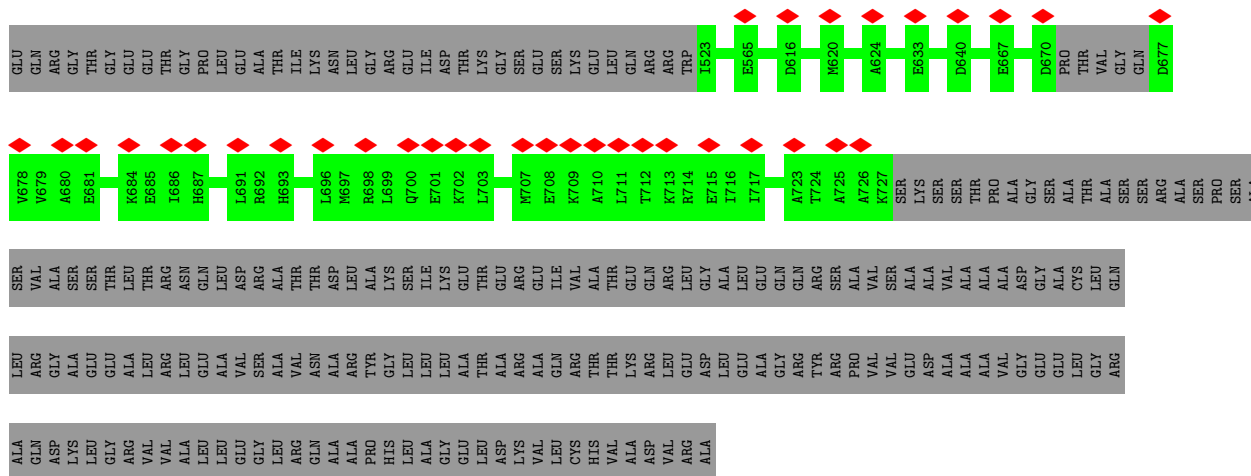 GLU GLN ARG GLY THR GLY GLU GLU THR GLY PRO LEU GLU ALA THR ILE LYS ASN LEU GLY ARG GLU ILE ASP THR LYS GLY SER GLU SER LYS GLU LEU GLN ARG ARG TRP I523 E565 D616 M620 A624 E633 D640 E667 D670 PRO THR VAL GLY GLN D677
V678 V679 A680 E681 K684 E685 I686 H687 L691 R692 H693 L696 M697 R698 L699 Q700 E701 K702 L703 M707 E708 K709 A710 L711 T712 K713 R714 E715 I716 I717 A723 T724 A725 A726 K727 SER LYS SER SER THR PRO ALA GLY SER ALA THR ALA SER SER ARG ALA SER PRO SER ALA
SER VAL ALA SER SER THR LEU THR ARG ASN GLN LEU ASP ARG ALA THR THR ASP LEU ALA LYS SER ILE LYS GLU THR GLU ARG GLU ILE VAL ALA THR GLU GLN ARG LEU GLY ALA LEU GLU GLN GLN ARG SER ALA VAL SER ALA ALA VAL ALA ALA ALA ASP GLY ALA CYS LEU GLN
LEU ARG GLY ALA GLU GLU ALA LEU ARG LEU GLU ALA VAL SER ALA VAL ASN ALA ARG TYR GLY LEU LEU LEU ALA THR ALA ARG ALA GLN ARG THR THR LYS ARG LEU GLU ASP LEU GLU ALA GLY ARG TYR ARG PRO VAL VAL GLU ASP ALA ALA ALA VAL GLY GLU GLU LEU GLY ARG
ALA GLN ASP LYS LEU GLY ARG VAL VAL ALA LEU LEU GLU GLY LEU ARG GLN ALA ALA PRO HIS LEU ALA GLY GLU LEU ASP LYS VAL LEU CYS HIS VAL ALA ASP VAL ARG ALA